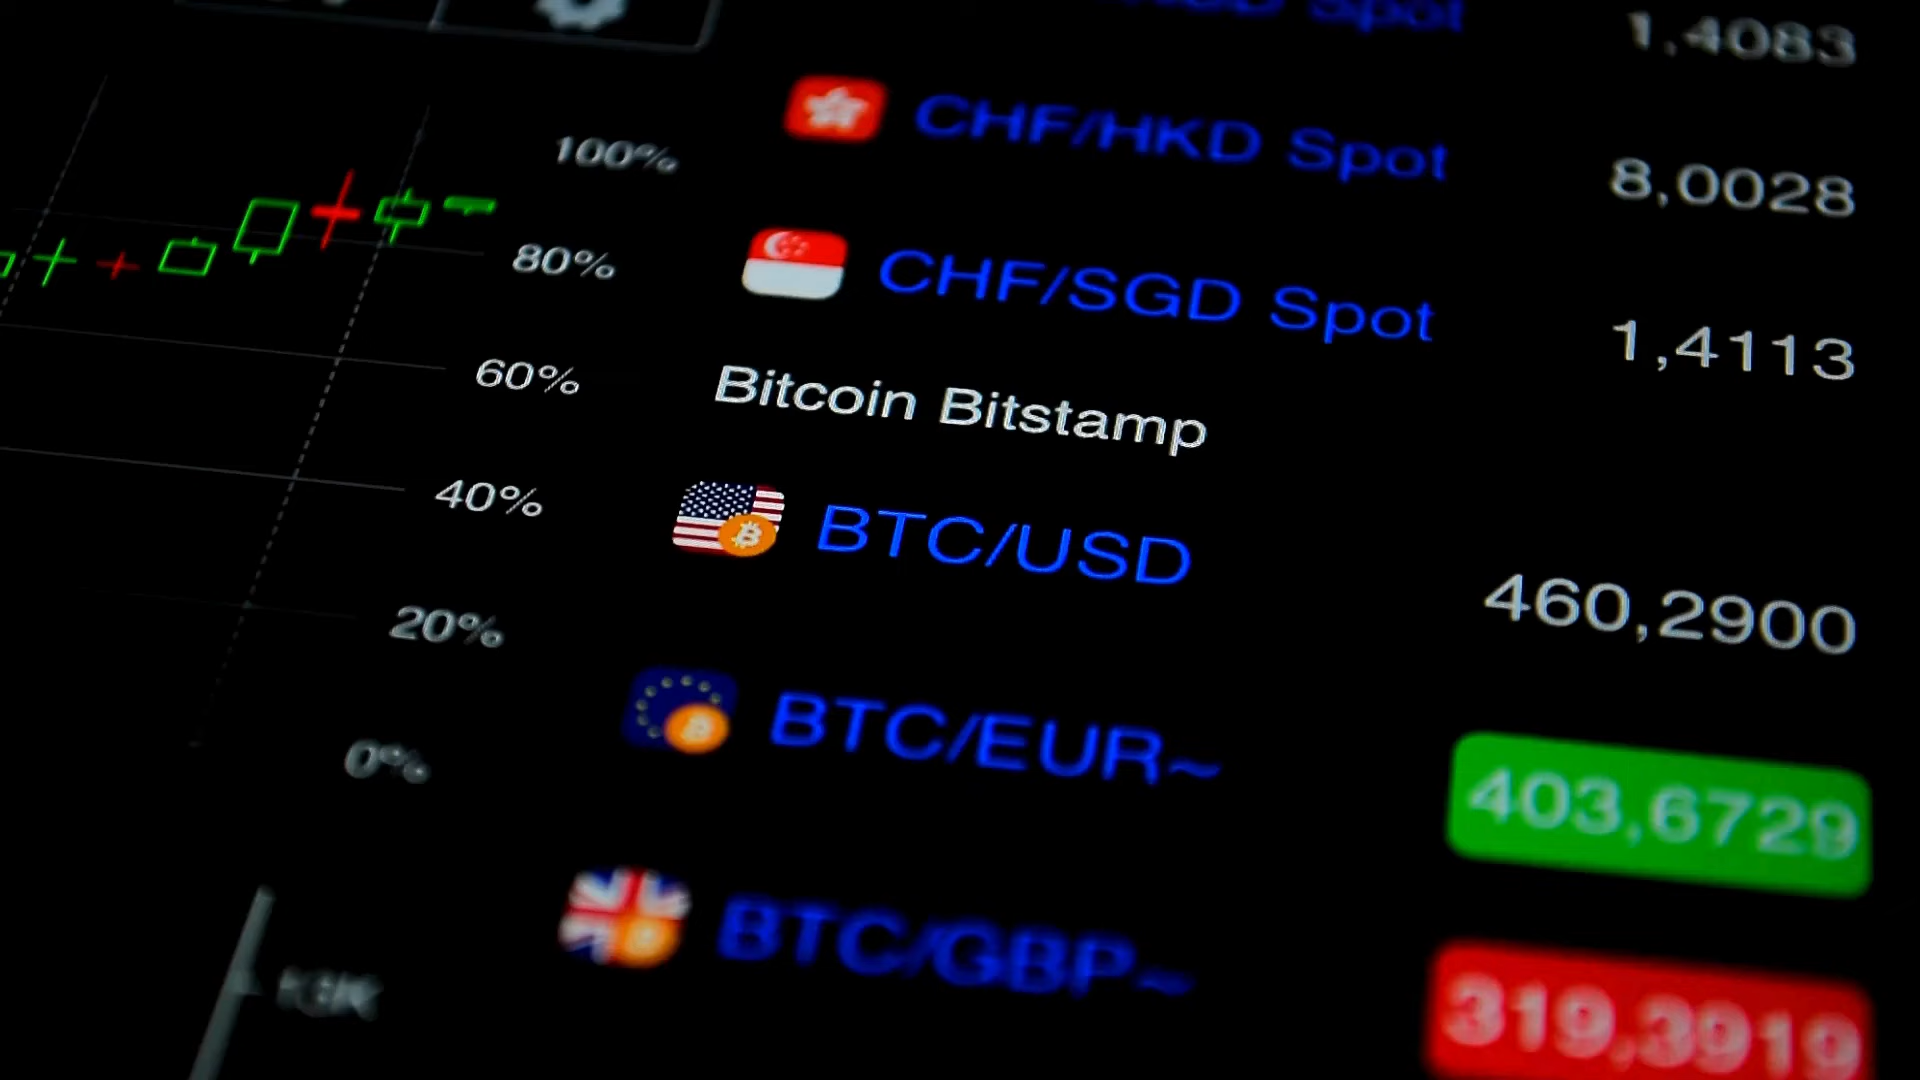 Spot 1,4083
CHF/HKD Spot 8,0028
CHF/SGD Spot 1,4113
Bitcoin Bitstamp
BTC/USD 460,2900
BTC/EUR~ 403,6729
BTC/GBP~ 319,3919
100%
80%
60%
40%
20%
0%